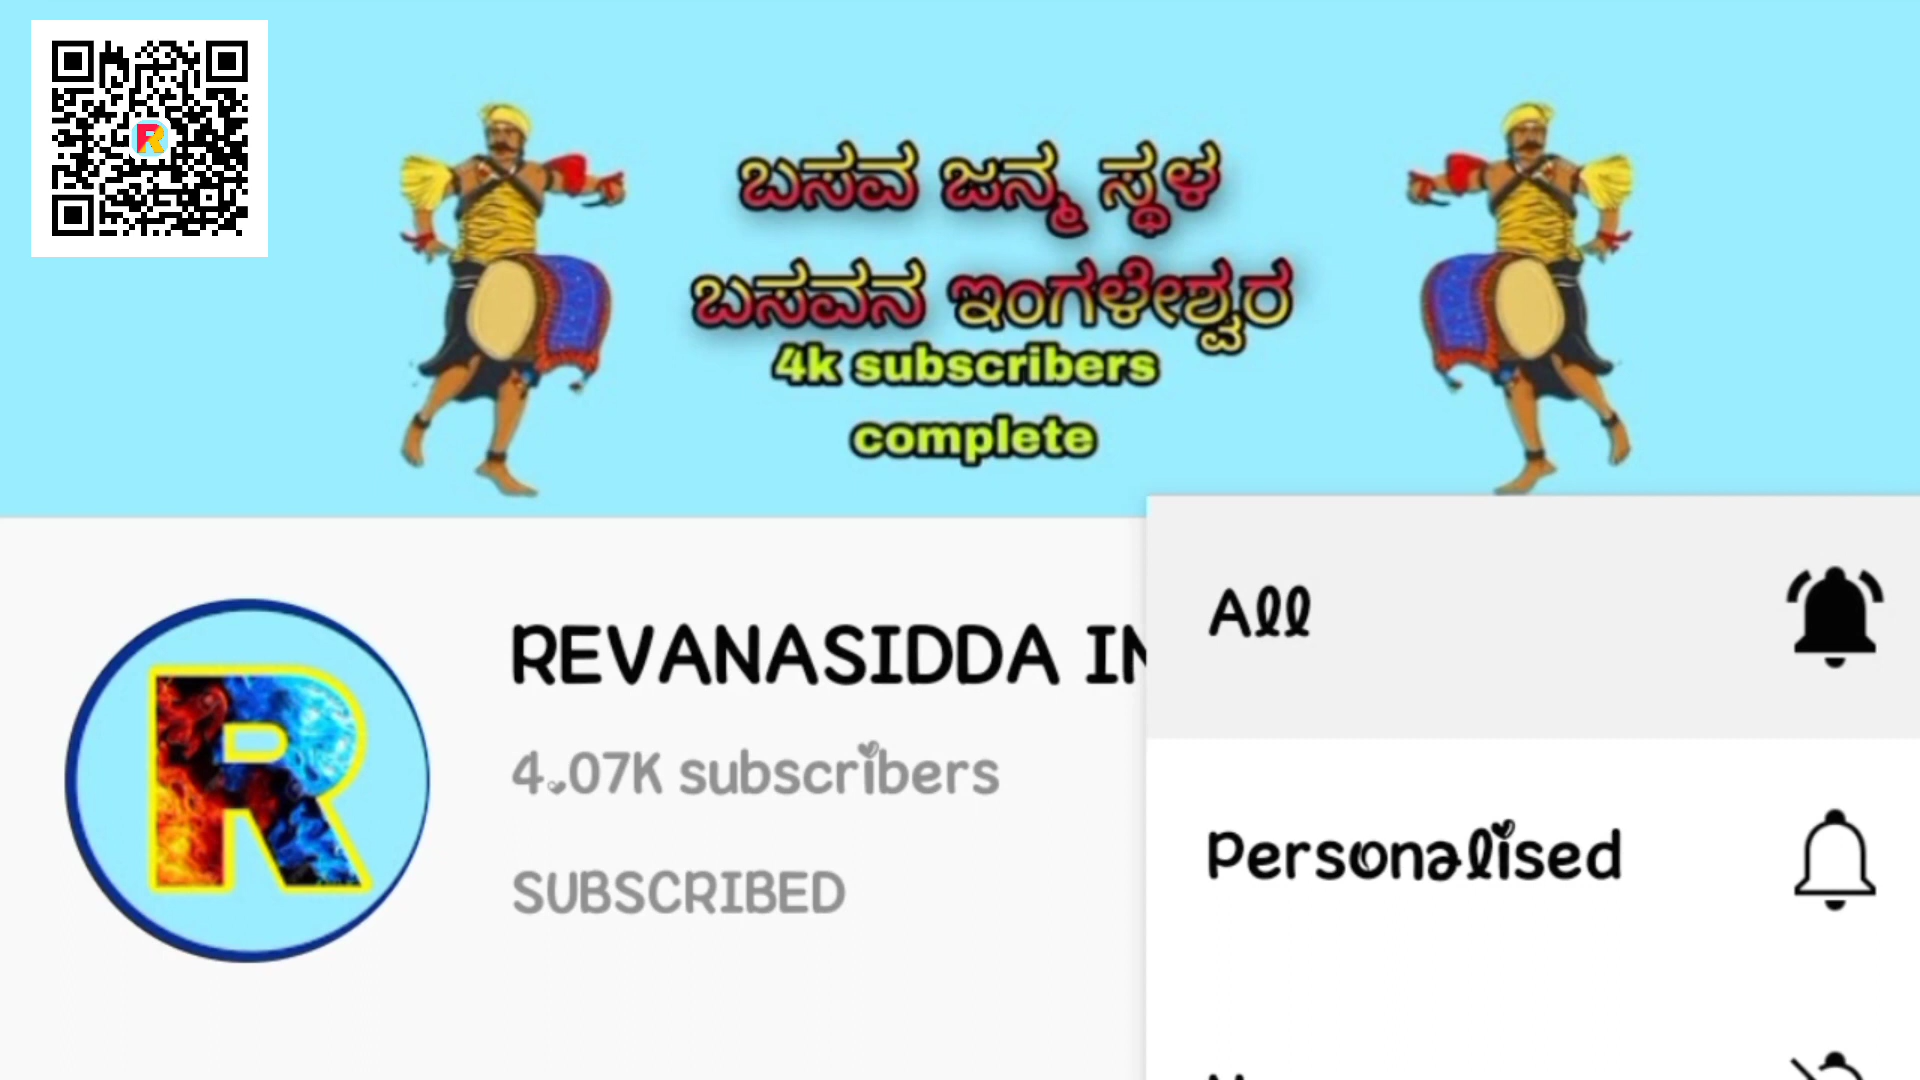 ಬಸವ ಜನ್ಮ ಸ್ಥಳ
ಬಸವನ ಇಂಗಳೇಶ್ವರ
4k subscribers
complete
R
REVANASIDDA
4.07K subscribers
SUBSCRIBED
All
Personalised